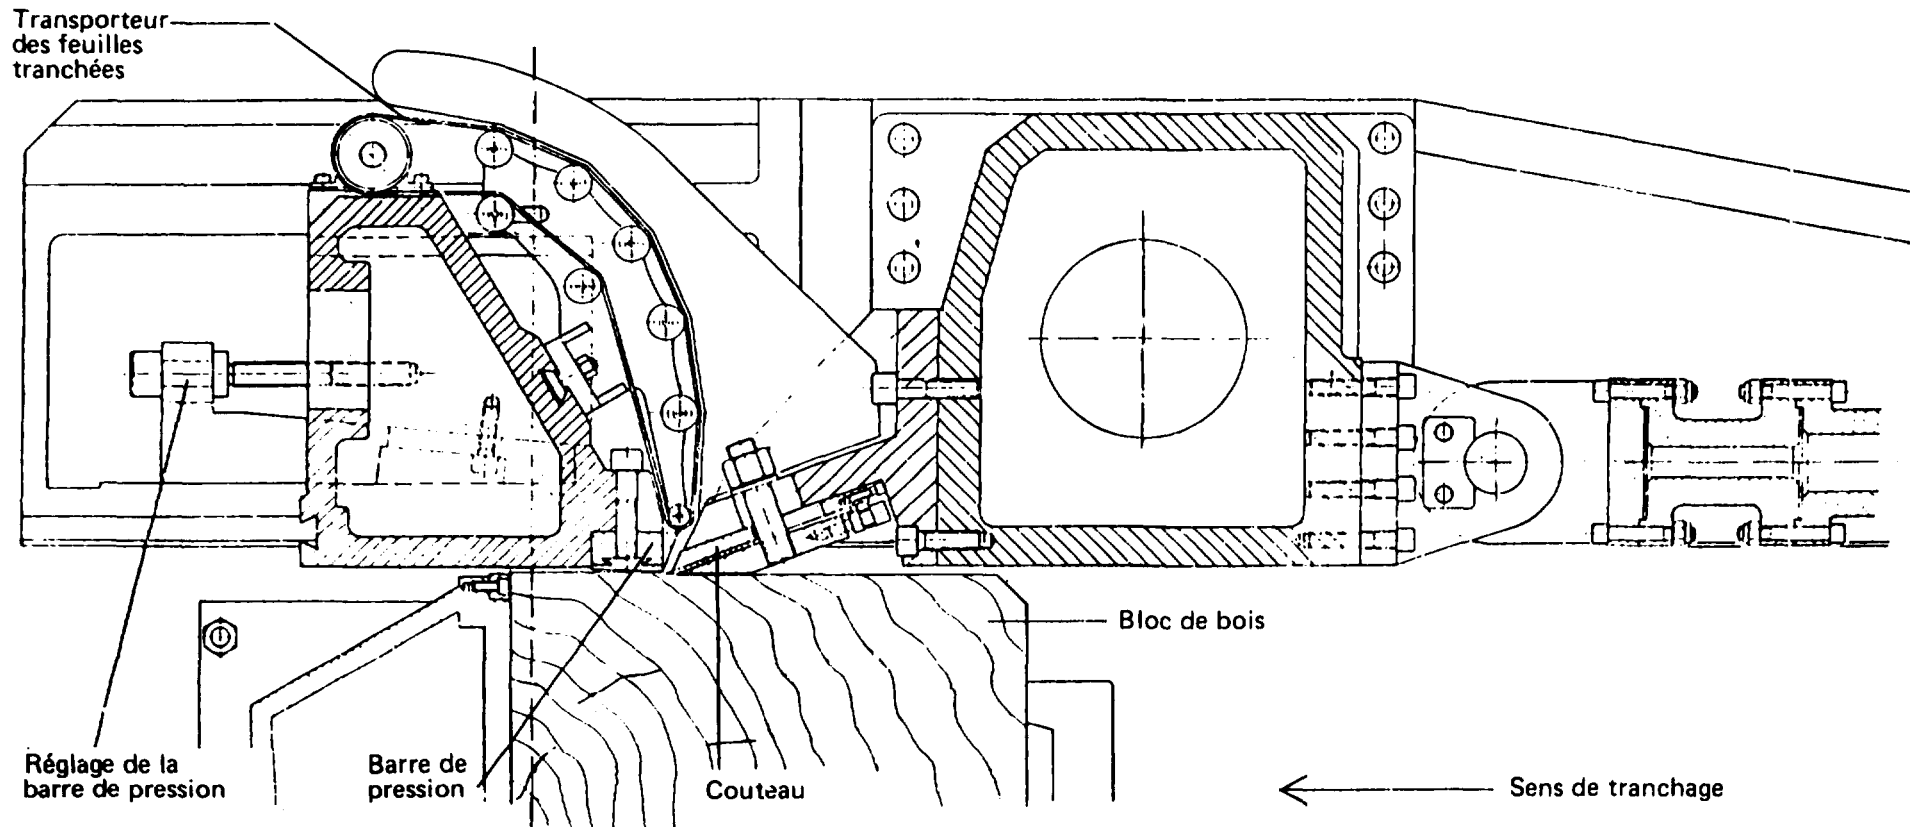 Transporteur
des feuilles
tranchées
Bloc de bois
Réglage de la
barre de pression
Barre de
pression
Couteau
Sens de tranchage